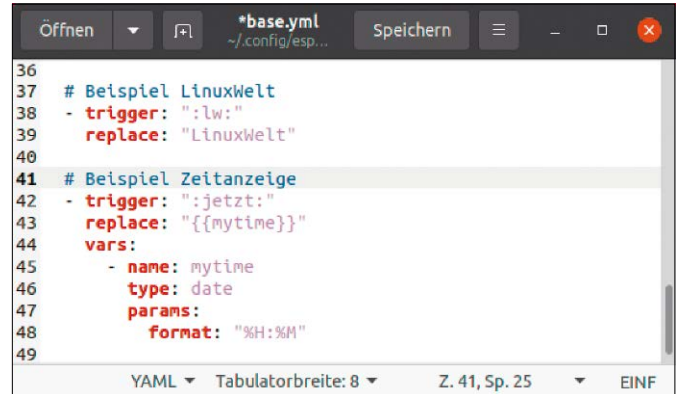 Öffnen
*base.yml
~/.config/esp...
Speichern
36
37 # Beispiel LinuxWelt
38 - trigger: ":lw:"
39 replace: "LinuxWelt"
40
41 # Beispiel Zeitanzeige
42 - trigger: ":jetzt:"
43 replace: "{{mytime}}"
44 vars:
45 - name: mytime
46 type: date
47 params:
48 format: "%H:%M"
49
YAML Tabulatorbreite: 8 Z. 41, Sp. 25 EINF